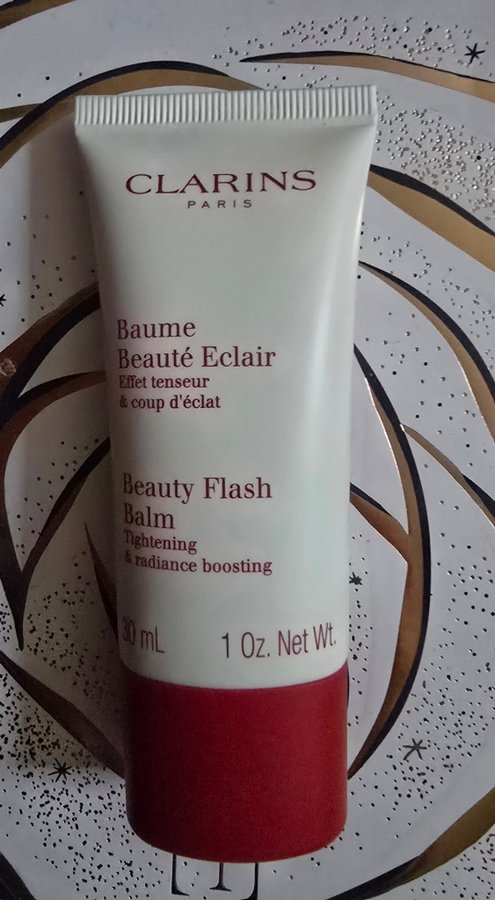 CLARINS
PARIS
Baume
Beauté Eclair
Effet tenseur
& coup d'éclat
Beauty Flash
Balm
Tightening
& radiance boosting
30 mL 1 Oz. Net Wt.